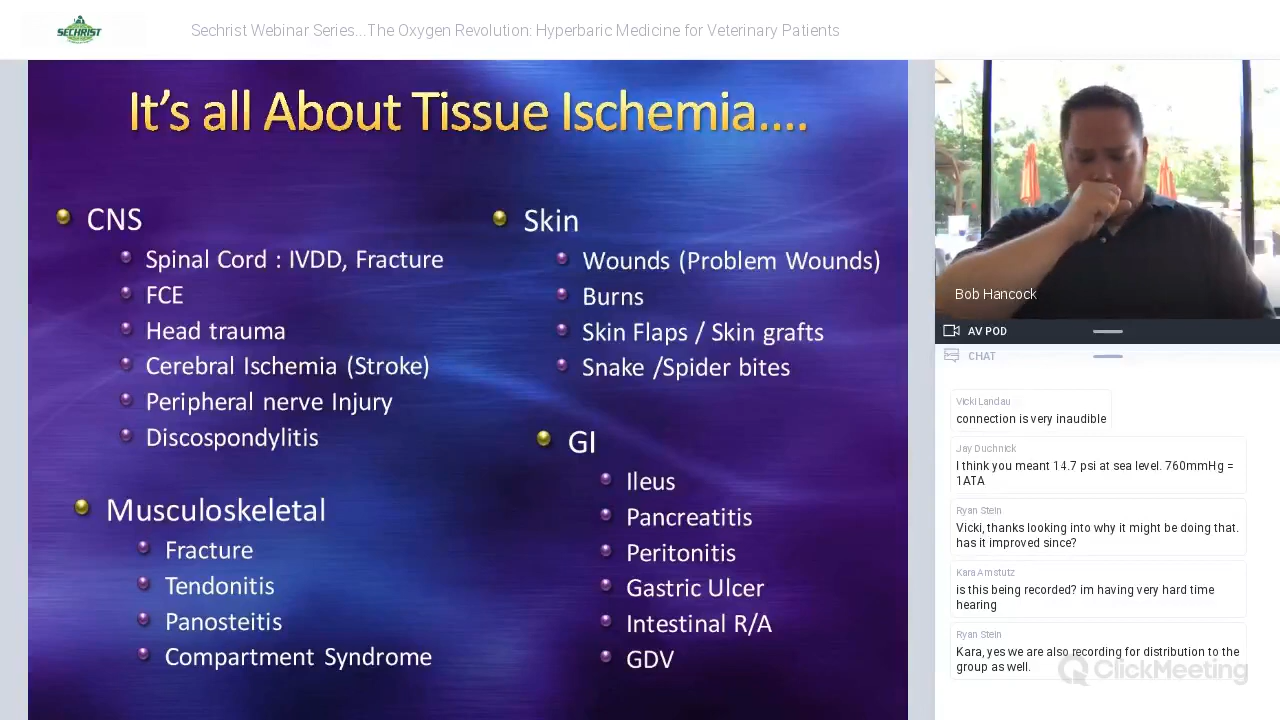 SECHRIST
Sechrist Webinar Series...The Oxygen Revolution: Hyperbaric Medicine for Veterinary Patients
It's all About Tissue Ischemia....
CNS
Spinal Cord : IVDD, Fracture
FCE
Head trauma
Cerebral Ischemia (Stroke)
Peripheral nerve Injury
Discospondylitis
Musculoskeletal
Fracture
Tendonitis
Panosteitis
Compartment Syndrome
Skin
Wounds (Problem Wounds)
Burns
Skin Flaps / Skin grafts
Snake /Spider bites
GI
Ileus
Pancreatitis
Peritonitis
Gastric Ulcer
Intestinal R/A
GDV
Bob Hancock
AV POD
CHAT
Vicki Landau
connection is very inaudible
Jay Duchnick
I think you meant 14.7 psi at sea level. 760mmHg =
1ATA
Ryan Stein
Vicki, thanks looking into why it might be doing that.
has it improved since?
Kara Amstutz
is this being recorded? im having very hard time
hearing
Ryan Stein
Kara, yes we are also recording for distribution to the
group as well.
ClickMeeting